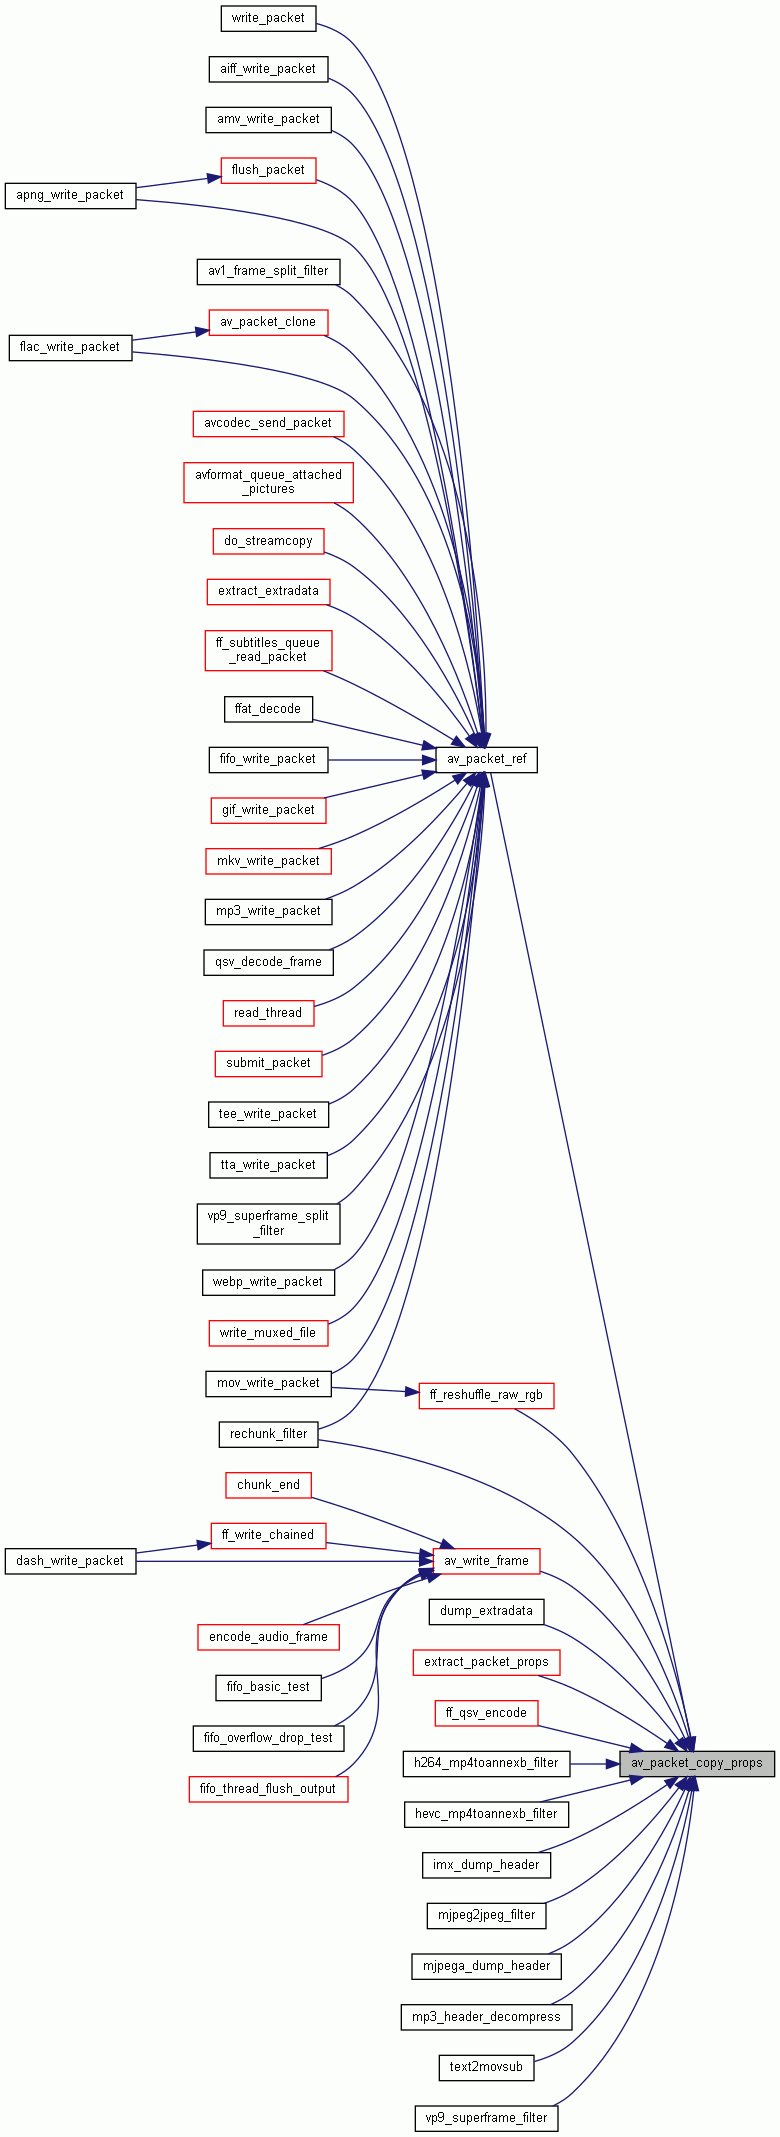 write_packet
aiff_write_packet
amv_write_packet
flush_packet
apng_write_packet
av1_frame_split_filter
av_packet_clone
flac_write_packet
avcodec_send_packet
avformat_queue_attached
_pictures
do_streamcopy
extract_extradata
ff_subtitles_queue
_read_packet
ffat_decode
fifo_write_packet
av_packet_ref
gif_write_packet
mkv_write_packet
mp3_write_packet
qsv_decode_frame
read_thread
submit_packet
tee_write_packet
tta_write_packet
vp9_superframe_split
_filter
webp_write_packet
write_muxed_file
mov_write_packet
ff_reshuffle_raw_rgb
rechunk_filter
chunk_end
ff_write_chained
dash_write_packet
av_write_frame
dump_extradata
encode_audio_frame
extract_packet_props
fifo_basic_test
ff_qsv_encode
fifo_overflow_drop_test
h264_mp4toannexb_filter
av_packet_copy_props
fifo_thread_flush_output
hevc_mp4toannexb_filter
imx_dump_header
mjpeg2jpeg_filter
mjpega_dump_header
mp3_header_decompress
text2movsub
vp9_superframe_filter